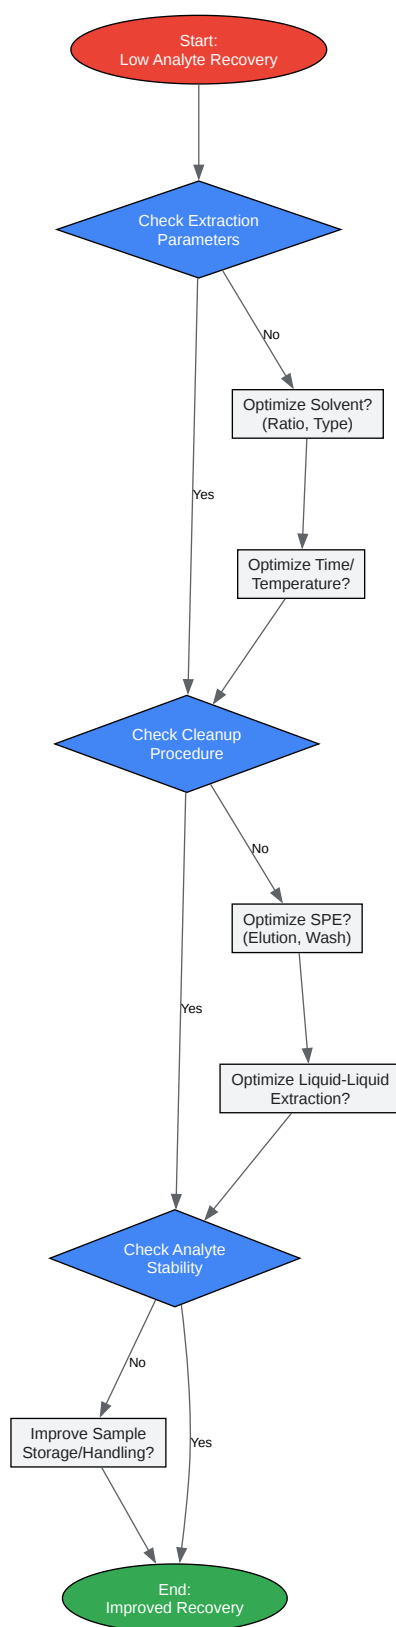 Start:
Low Analyte Recovery
Check Extraction
Parameters
No
Optimize Solvent?
(Ratio, Type)
Yes
Optimize Time/
Temperature?
Check Cleanup
Procedure
No
Optimize SPE?
(Elution, Wash)
Yes
Optimize Liquid-Liquid
Extraction?
Check Analyte
Stability
No
Improve Sample
Storage/Handling?
Yes
End:
Improved Recovery